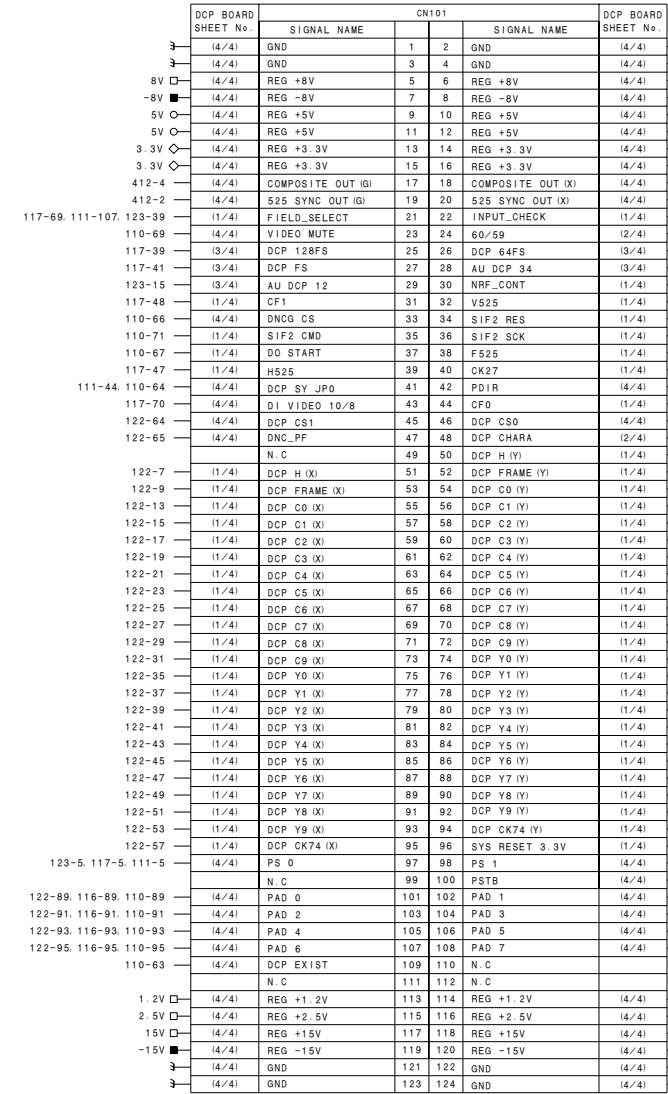 DCP BOARD SHEET No. CN101 DCP BOARD SHEET No.
SIGNAL NAME SIGNAL NAME
(4/4) GND 1 2 GND (4/4)
(4/4) GND 3 4 GND (4/4)
8V (4/4) REG +8V 5 6 REG +8V (4/4)
-8V (4/4) REG -8V 7 8 REG -8V (4/4)
5V (4/4) REG +5V 9 10 REG +5V (4/4)
5V (4/4) REG +5V 11 12 REG +5V (4/4)
3.3V (4/4) REG +3.3V 13 14 REG +3.3V (4/4)
3.3V (4/4) REG +3.3V 15 16 REG +3.3V (4/4)
412-4 (4/4) COMPOSITE OUT (G) 17 18 COMPOSITE OUT (X) (4/4)
412-2 (4/4) 525 SYNC OUT (G) 19 20 525 SYNC OUT (X) (4/4)
117-69, 111-107, 123-39 (1/4) FIELD_SELECT 21 22 INPUT_CHECK (1/4)
110-69 (4/4) VIDEO MUTE 23 24 60/59 (2/4)
117-39 (3/4) DCP 128FS 25 26 DCP 64FS (3/4)
117-41 (3/4) DCP FS 27 28 AU DCP 34 (3/4)
123-15 (3/4) AU DCP 12 29 30 NRF_CONT (1/4)
117-48 (1/4) CF1 31 32 V525 (1/4)
110-66 (4/4) DNCG CS 33 34 SIF2 RES (1/4)
110-71 (1/4) SIF2 CMD 35 36 SIF2 SCK (1/4)
110-67 (1/4) DO START 37 38 F525 (1/4)
117-47 (1/4) H525 39 40 CK27 (1/4)
111-44, 110-64 (4/4) DCP SY JP0 41 42 PDIR (4/4)
117-70 (4/4) DI VIDEO 10/8 43 44 CF0 (1/4)
122-64 (4/4) DCP CS1 45 46 DCP CS0 (4/4)
122-65 (4/4) DNC_PF 47 48 DCP CHARA (2/4)
N.C 49 50 DCP H (Y) (1/4)
122-7 (1/4) DCP H (X) 51 52 DCP FRAME (Y) (1/4)
122-9 (1/4) DCP FRAME (X) 53 54 DCP C0 (Y) (1/4)
122-13 (1/4) DCP C0 (X) 55 56 DCP C1 (Y) (1/4)
122-15 (1/4) DCP C1 (X) 57 58 DCP C2 (Y) (1/4)
122-17 (1/4) DCP C2 (X) 59 60 DCP C3 (Y) (1/4)
122-19 (1/4) DCP C3 (X) 61 62 DCP C4 (Y) (1/4)
122-21 (1/4) DCP C4 (X) 63 64 DCP C5 (Y) (1/4)
122-23 (1/4) DCP C5 (X) 65 66 DCP C6 (Y) (1/4)
122-25 (1/4) DCP C6 (X) 67 68 DCP C7 (Y) (1/4)
122-27 (1/4) DCP C7 (X) 69 70 DCP C8 (Y) (1/4)
122-29 (1/4) DCP C8 (X) 71 72 DCP C9 (Y) (1/4)
122-31 (1/4) DCP C9 (X) 73 74 DCP Y0 (Y) (1/4)
122-35 (1/4) DCP Y0 (X) 75 76 DCP Y1 (Y) (1/4)
122-37 (1/4) DCP Y1 (X) 77 78 DCP Y2 (Y) (1/4)
122-39 (1/4) DCP Y2 (X) 79 80 DCP Y3 (Y) (1/4)
122-41 (1/4) DCP Y3 (X) 81 82 DCP Y4 (Y) (1/4)
122-43 (1/4) DCP Y4 (X) 83 84 DCP Y5 (Y) (1/4)
122-45 (1/4) DCP Y5 (X) 85 86 DCP Y6 (Y) (1/4)
122-47 (1/4) DCP Y6 (X) 87 88 DCP Y7 (Y) (1/4)
122-49 (1/4) DCP Y7 (X) 89 90 DCP Y8 (Y) (1/4)
122-51 (1/4) DCP Y8 (X) 91 92 DCP Y9 (Y) (1/4)
122-53 (1/4) DCP Y9 (X) 93 94 DCP CK74 (Y) (1/4)
122-57 (1/4) DCP CK74 (X) 95 96 SYS RESET 3.3V (1/4)
123-5, 117-5, 111-5 (4/4) PS 0 97 98 PS 1 (4/4)
N.C 99 100 PSTB (4/4)
122-89, 116-89, 110-89 (4/4) PAD 0 101 102 PAD 1 (4/4)
122-91, 116-91, 110-91 (4/4) PAD 2 103 104 PAD 3 (4/4)
122-93, 116-93, 110-93 (4/4) PAD 4 105 106 PAD 5 (4/4)
122-95, 116-95, 110-95 (4/4) PAD 6 107 108 PAD 7 (4/4)
110-63 (4/4) DCP EXIST 109 110 N.C
N.C 111 112 N.C
1.2V (4/4) REG +1.2V 113 114 REG +1.2V (4/4)
2.5V (4/4) REG +2.5V 115 116 REG +2.5V (4/4)
15V (4/4) REG +15V 117 118 REG +15V (4/4)
-15V (4/4) REG -15V 119 120 REG -15V (4/4)
(4/4) GND 121 122 GND (4/4)
(4/4) GND 123 124 GND (4/4)